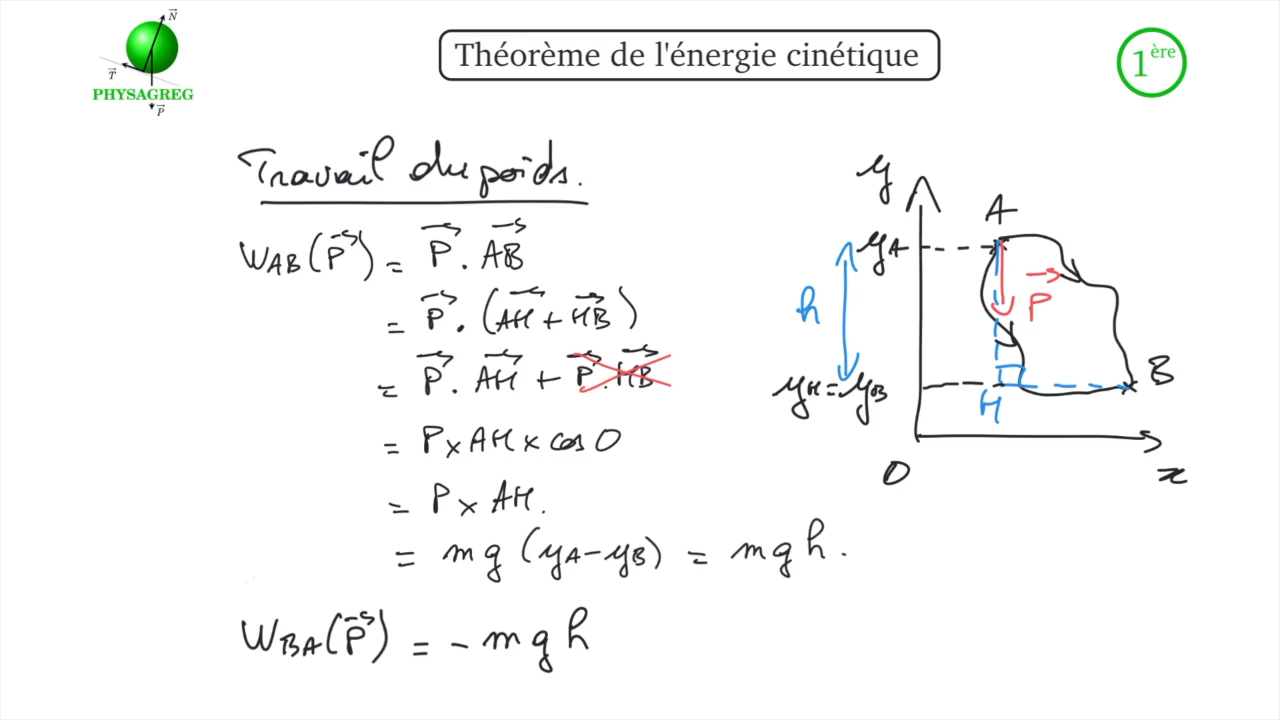 Théorème de l'énergie cinétique
1ère
N
T
PHYSAGREG
P
Travail du poids.
W_AB(P⃗) = P⃗ . AB⃗
= P⃗ . (AH⃗ + HB⃗)
= P⃗ . AH⃗ + P⃗ . HB⃗
= P x AH x cos 0
= P x AH.
= mg (yA - yB) = mgh.
W_BA(P⃗) = - mgh
y
A
yA
h
P⃗
yH = yB
B
H
O
x